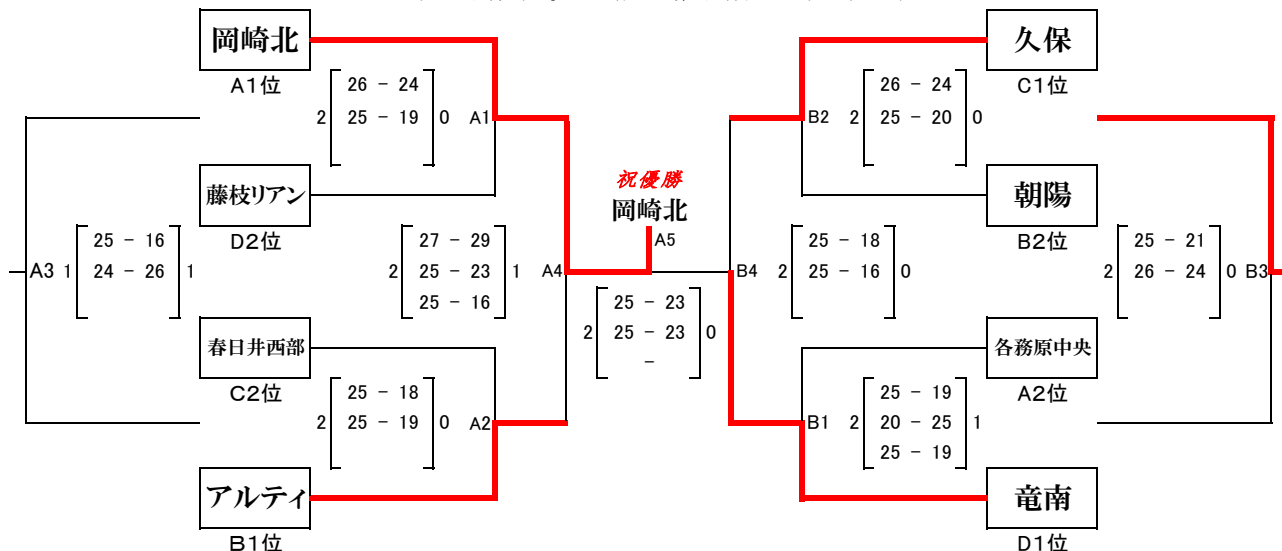 岡崎北
A1位
26 - 24
2 25 - 19 0 A1
藤枝リアン
D2位
A3 1 25 - 16 1
24 - 26
27 - 29
2 25 - 23 1 A4
25 - 16
春日井西部
C2位
25 - 18
2 25 - 19 0 A2
アルティ
B1位
祝優勝
岡崎北
A5
25 - 23
2 25 - 23 0
-
久保
C1位
26 - 24
B2 2 25 - 20 0
朝陽
B2位
25 - 18
B4 2 25 - 16 0
25 - 21
2 26 - 24 0 B3
各務原中央
A2位
25 - 19
B1 2 20 - 25 1
25 - 19
竜南
D1位